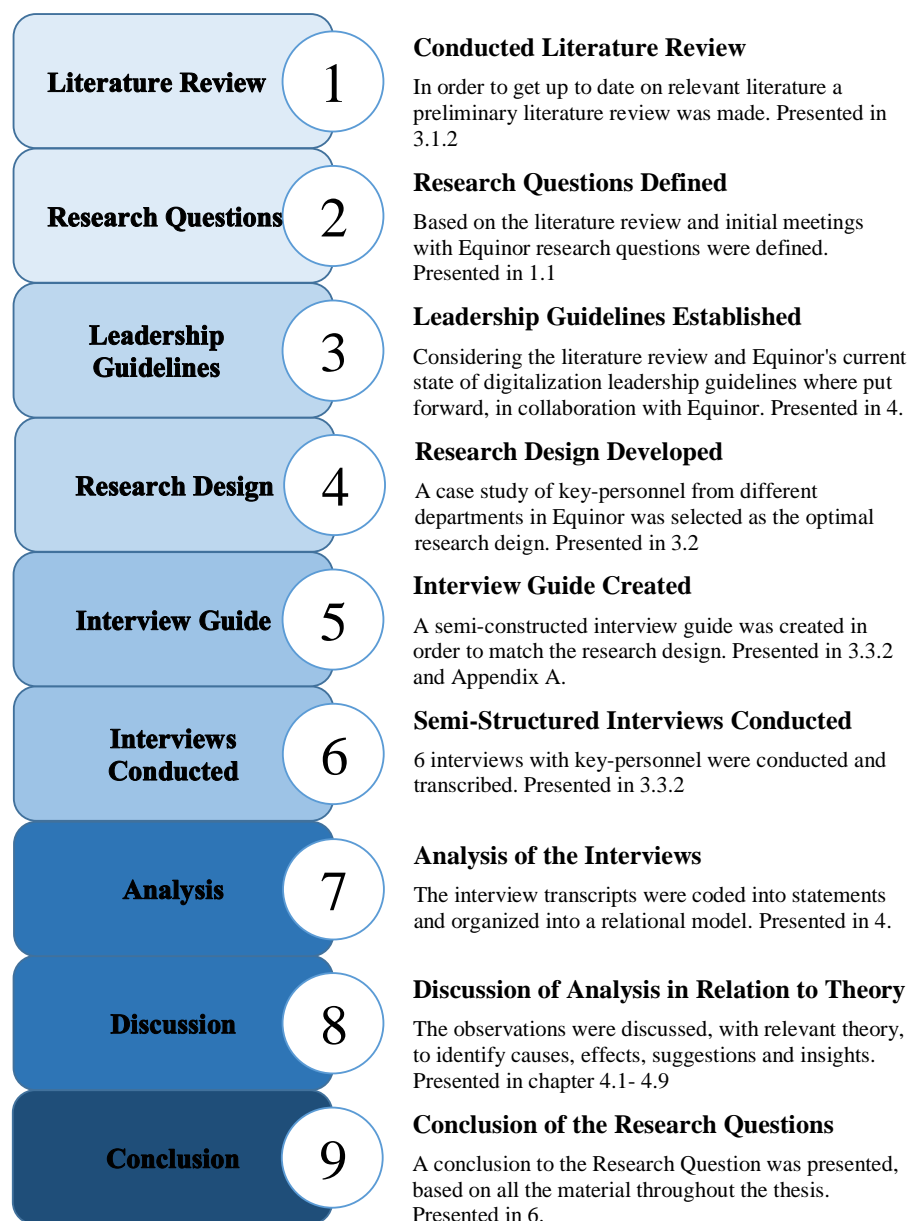 Literature Review
1
Conducted Literature Review
In order to get up to date on relevant literature a
preliminary literature review was made. Presented in
3.1.2
Research Questions
2
Research Questions Defined
Based on the literature review and initial meetings
with Equinor research questions were defined.
Presented in 1.1
Leadership
Guidelines
3
Leadership Guidelines Established
Considering the literature review and Equinor's current
state of digitalization leadership guidelines where put
forward, in collaboration with Equinor. Presented in 4.
Research Design
4
Research Design Developed
A case study of key-personnel from different
departments in Equinor was selected as the optimal
research deign. Presented in 3.2
Interview Guide
5
Interview Guide Created
A semi-constructed interview guide was created in
order to match the research design. Presented in 3.3.2
and Appendix A.
Interviews
Conducted
6
Semi-Structured Interviews Conducted
6 interviews with key-personnel were conducted and
transcribed. Presented in 3.3.2
Analysis
7
Analysis of the Interviews
The interview transcripts were coded into statements
and organized into a relational model. Presented in 4.
Discussion
8
Discussion of Analysis in Relation to Theory
The observations were discussed, with relevant theory,
to identify causes, effects, suggestions and insights.
Presented in chapter 4.1- 4.9
Conclusion
9
Conclusion of the Research Questions
A conclusion to the Research Question was presented,
based on all the material throughout the thesis.
Presented in 6.